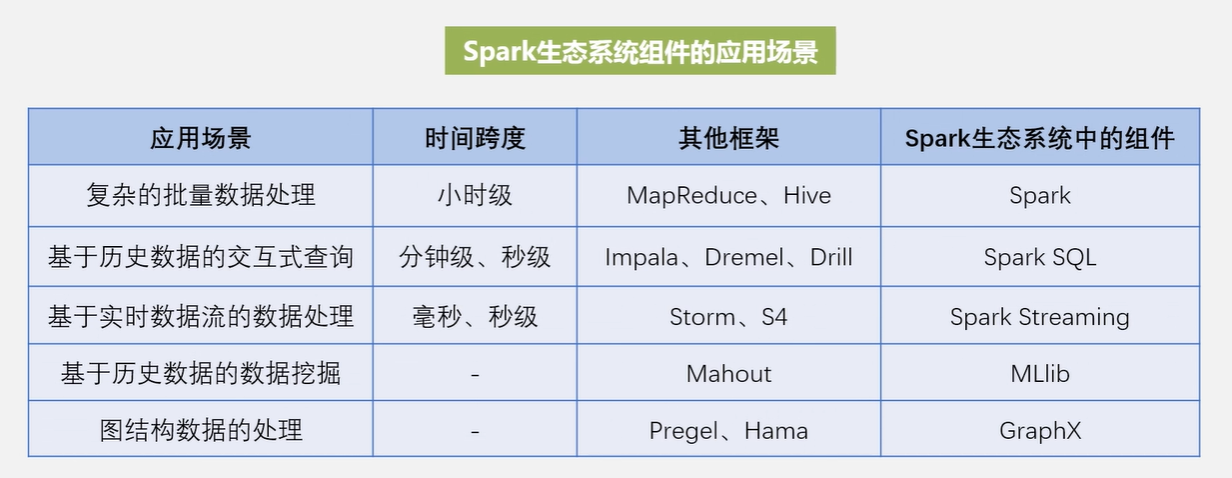 Spark生态系统组件的应用场景
应用场景 时间跨度 其他框架 Spark生态系统中的组件
复杂的批量数据处理 小时级 MapReduce、Hive Spark
基于历史数据的交互式查询 分钟级、秒级 Impala、Dremel、Drill Spark SQL
基于实时数据流的数据处理 毫秒、秒级 Storm、S4 Spark Streaming
基于历史数据的数据挖掘 - Mahout MLlib
图结构数据的处理 - Pregel、Hama GraphX